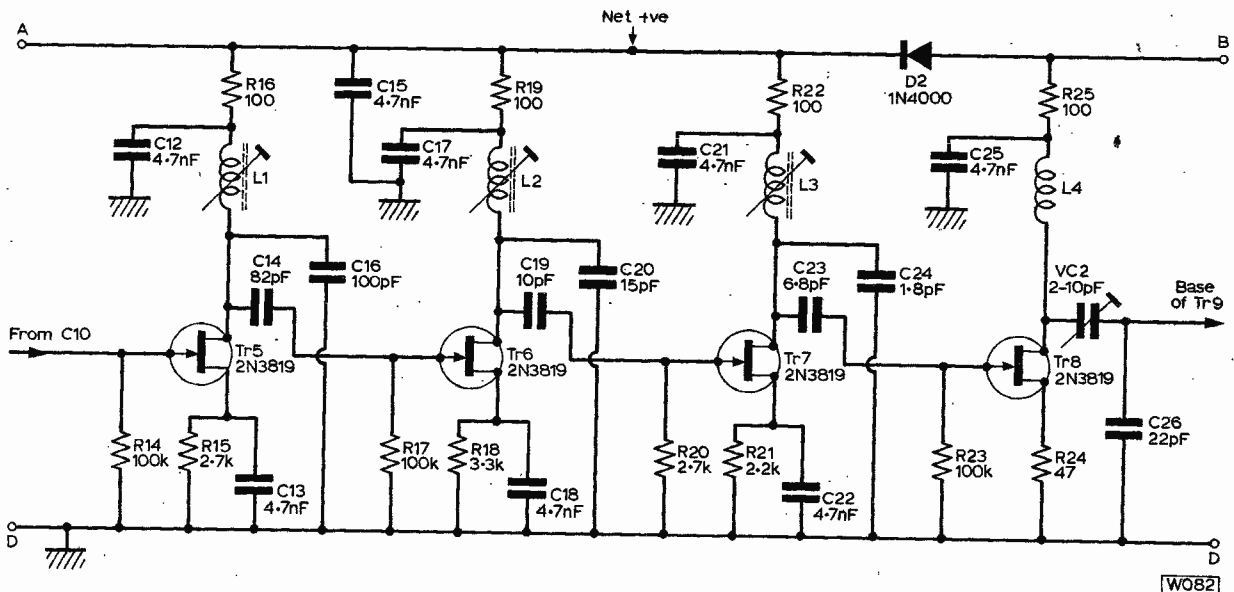 Net +ve
A
B
R16
100
C15
4·7nF
R19
100
R22
100
D2
1N4000
R25
100
C12
4·7nF
L1
C17
4·7nF
L2
C21
4·7nF
L3
C25
4·7nF
L4
C14
82pF
C16
100pF
C19
10pF
C20
15pF
C23
6·8pF
C24
1·8pF
VC2
2-10pF
Base
of Tr9
From C10
Tr5
2N3819
Tr6
2N3819
Tr7
2N3819
Tr8
2N3819
R14
100k
R15
2·7k
C13
4·7nF
R17
100k
R18
3·3k
C18
4·7nF
R20
2·7k
R21
2·2k
C22
4·7nF
R23
100k
R24
47
C26
22pF
D
D
W082